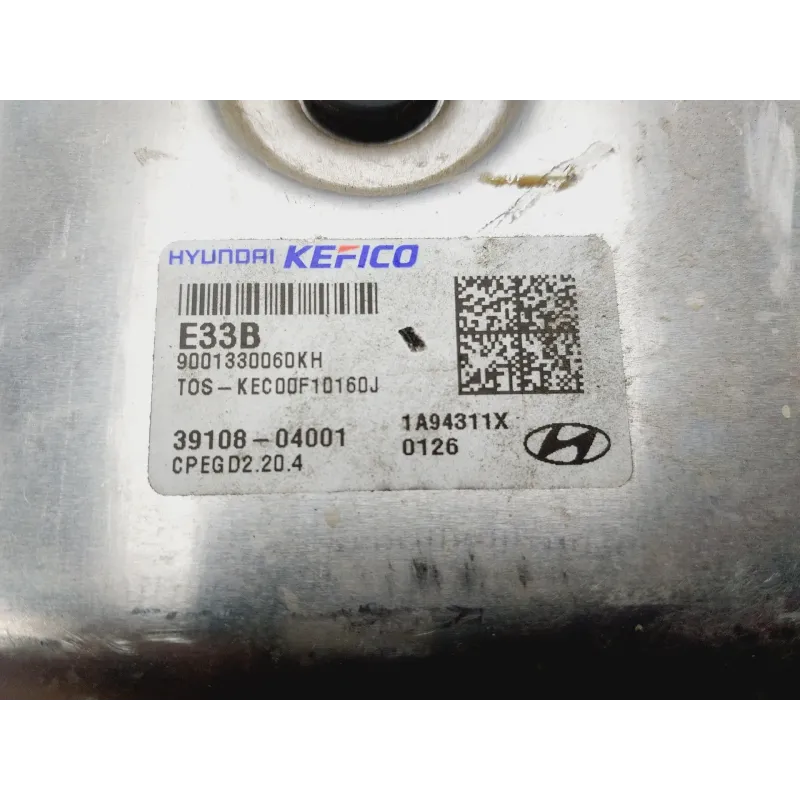 HYUNDAI KEFICO
E33B
9001330060KH
TOS-KEC00F10160J
39108-04001
CPEGD2.20.4
1A94311X
0126